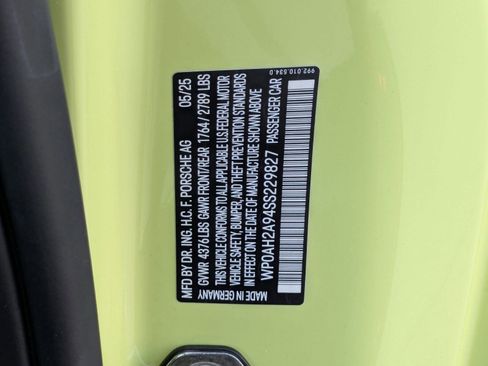 992.010.534.0
MFD BY DR. ING. H.C. F. PORSCHE AG 05/25
GVWR 4376 LBS GAWR FRONT/REAR 1764 / 2789 LBS
THIS VEHICLE CONFORMS TO ALL APPLICABLE U.S.FEDERAL MOTOR
VEHICLE SAFETY, BUMPER, AND THEFT PREVENTION STANDARDS
IN EFFECT ON THE DATE OF MANUFACTURE SHOWN ABOVE
WP0AH2A94SS229827 PASSENGER CAR
MADE IN GERMANY